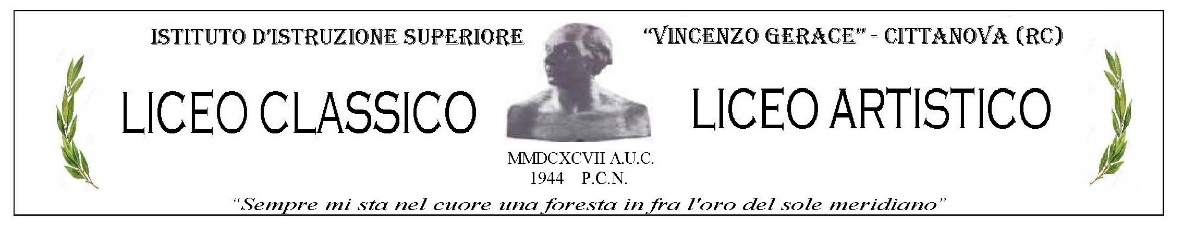 ISTITUTO D'ISTRUZIONE SUPERIORE "VINCENZO GERACE" - CITTANOVA (RC)
LICEO CLASSICO LICEO ARTISTICO
MMDCXCVII A.U.C.
1944 P.C.N.
"Sempre mi sta nel cuore una foresta in fra l'oro del sole meridiano"